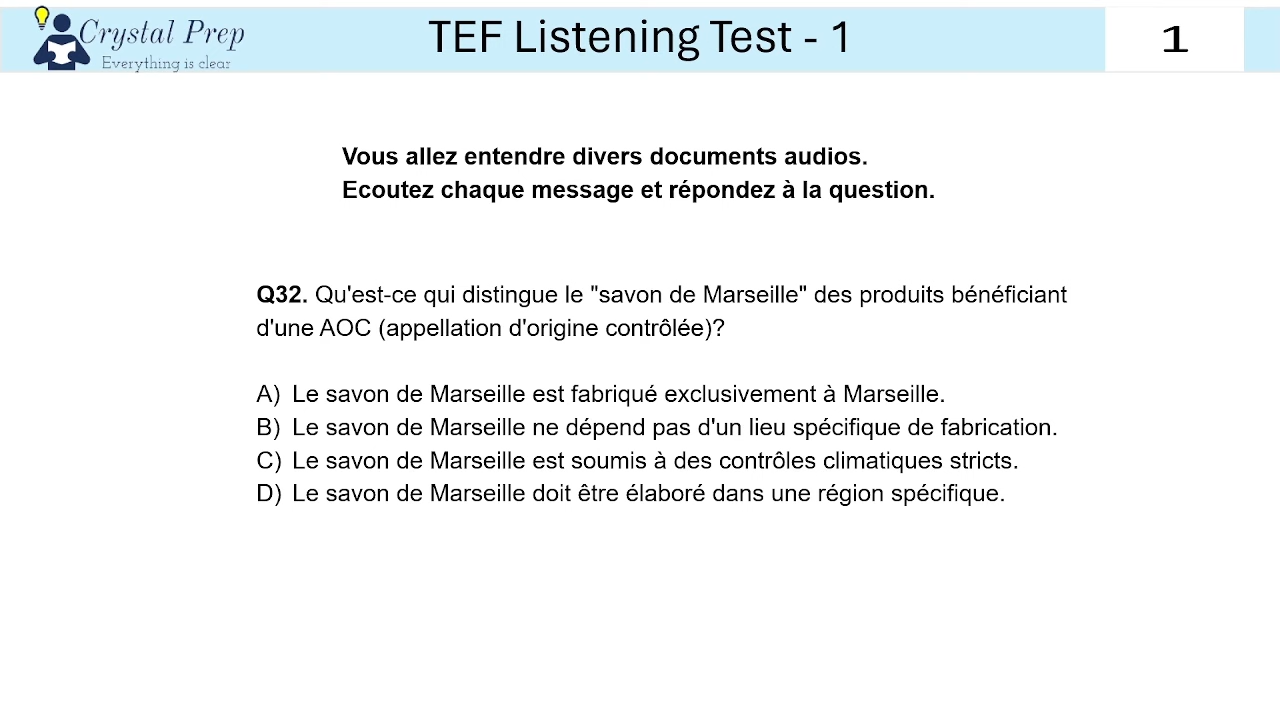 Crystal Prep
Everything is clear
TEF Listening Test - 1
1
Vous allez entendre divers documents audios.
Ecoutez chaque message et répondez à la question.
Q32. Qu'est-ce qui distingue le "savon de Marseille" des produits bénéficiant
d'une AOC (appellation d'origine contrôlée)?
A) Le savon de Marseille est fabriqué exclusivement à Marseille.
B) Le savon de Marseille ne dépend pas d'un lieu spécifique de fabrication.
C) Le savon de Marseille est soumis à des contrôles climatiques stricts.
D) Le savon de Marseille doit être élaboré dans une région spécifique.